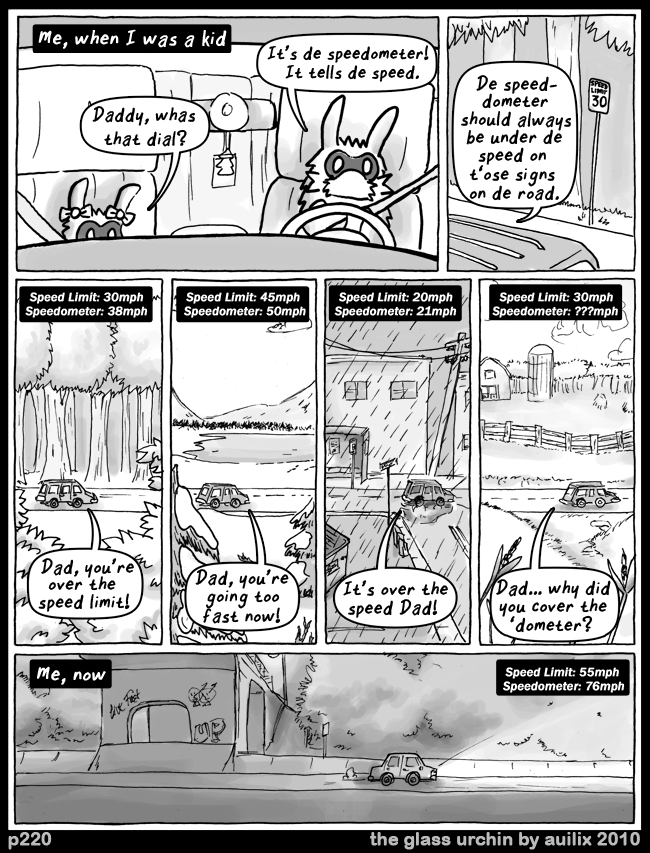 Me, when I was a kid
Daddy, whas
that dial?
It's de speedometer!
It tells de speed.
De speed-
dometer
should always
be under de
speed on
t'ose signs
on de road.
SPEED
LIMIT
30
Speed Limit: 30mph
Speedometer: 38mph
Dad, you're
over the
speed limit!
Speed Limit: 45mph
Speedometer: 50mph
Dad, you're
going too
fast now!
Speed Limit: 20mph
Speedometer: 21mph
It's over the
speed Dad!
Speed Limit: 30mph
Speedometer: ???mph
Dad... why did
you cover the
'dometer?
Me, now
Speed Limit: 55mph
Speedometer: 76mph
UP
p220
the glass urchin by auilix 2010